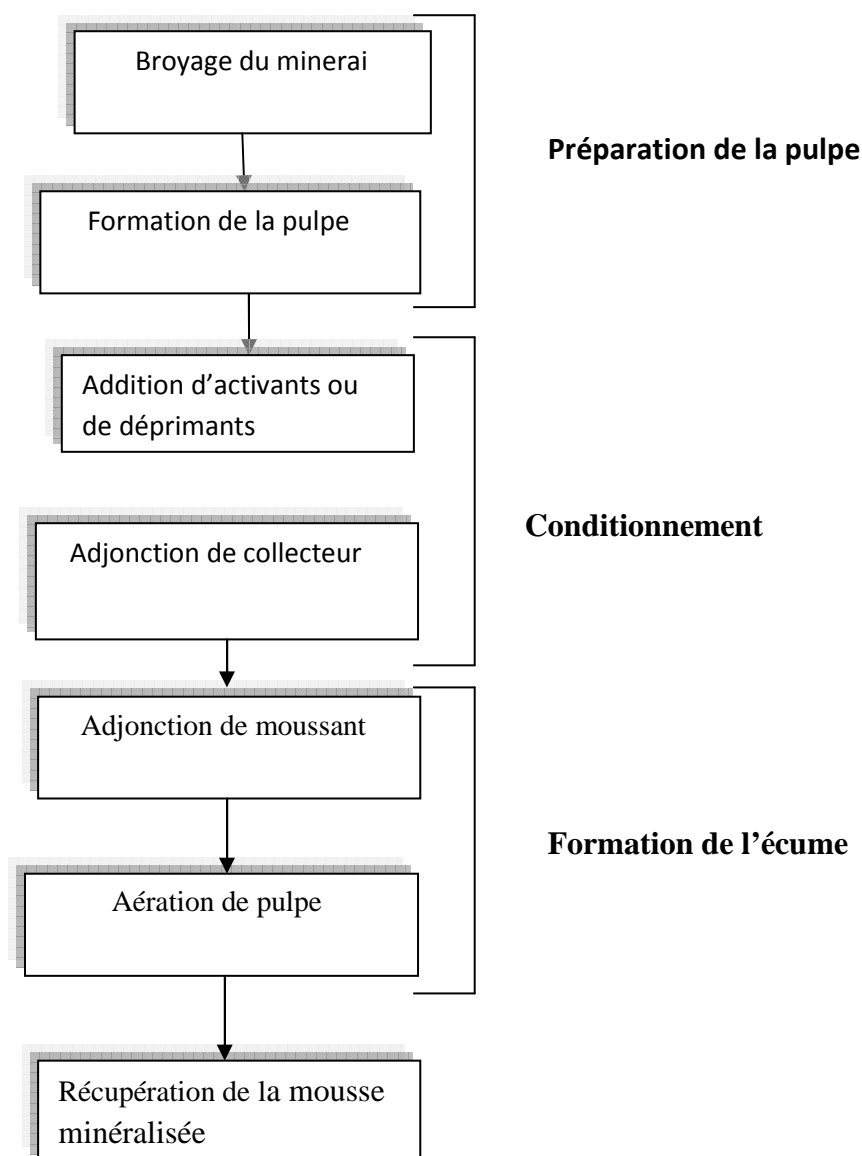 Broyage du minerai
Préparation de la pulpe
Formation de la pulpe
Addition d’activants ou
de déprimants
Conditionnement
Adjonction de collecteur
Adjonction de moussant
Formation de l’écume
Aération de pulpe
Récupération de la mousse
minéralisée